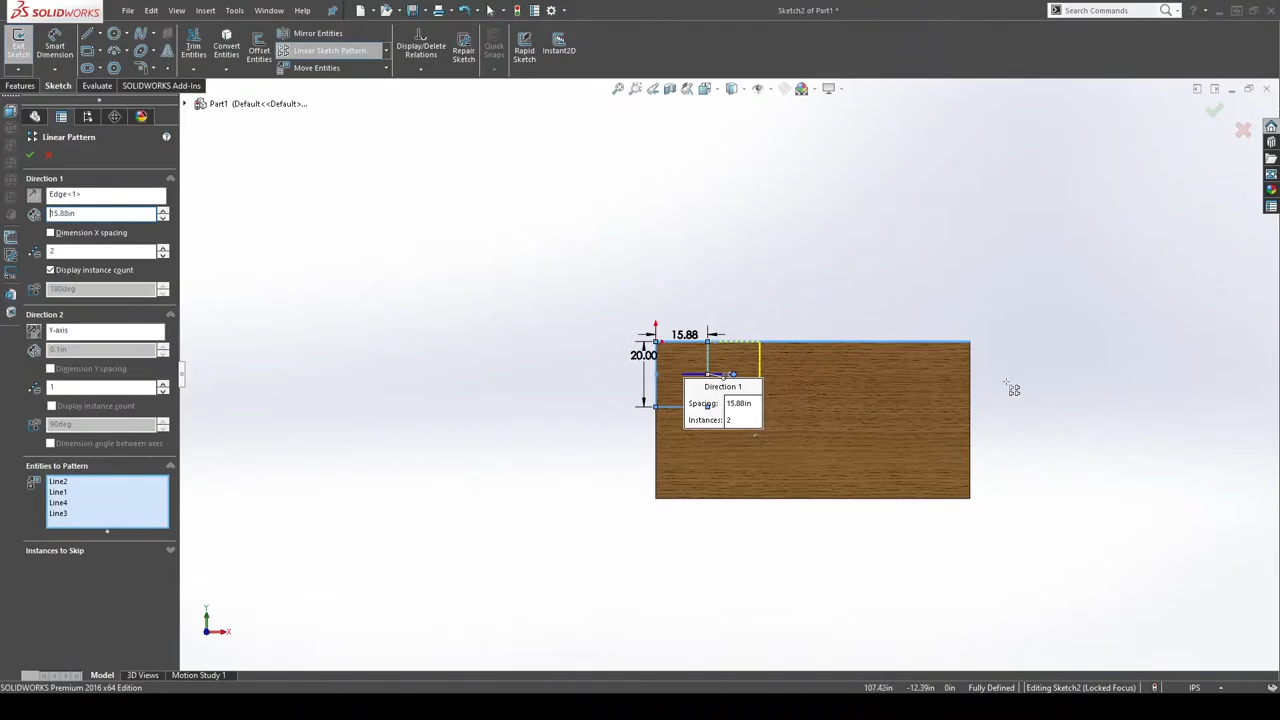 SOLIDWORKS File Edit View Insert Tools Window Help Sketch2 of Part1 * Search Commands
Exit Sketch
Smart Dimension
Trim Entities
Convert Entities
Offset Entities
Mirror Entities
Linear Sketch Pattern
Move Entities
Display/Delete Relations
Repair Sketch
Quick Snaps
Rapid Sketch
Instant2D
Features Sketch Evaluate SOLIDWORKS Add-Ins
Part1 (Default<<Default>...
Linear Pattern
Direction 1
Edge<1>
15.88in
Dimension X spacing
2
Display instance count
180deg
Direction 2
Y-axis
0.1in
Dimension Y spacing
1
Display instance count
90deg
Dimension angle between axes
Entities to Pattern
Line2
Line1
Line4
Line3
Instances to Skip
15.88
20.00
Direction 1
Spacing: 15.88in
Instances: 2
Y
X
Model 3D Views Motion Study 1
SOLIDWORKS Premium 2016 x64 Edition 107.42in -12.39in 0in Fully Defined Editing Sketch2 (Locked Focus) IPS